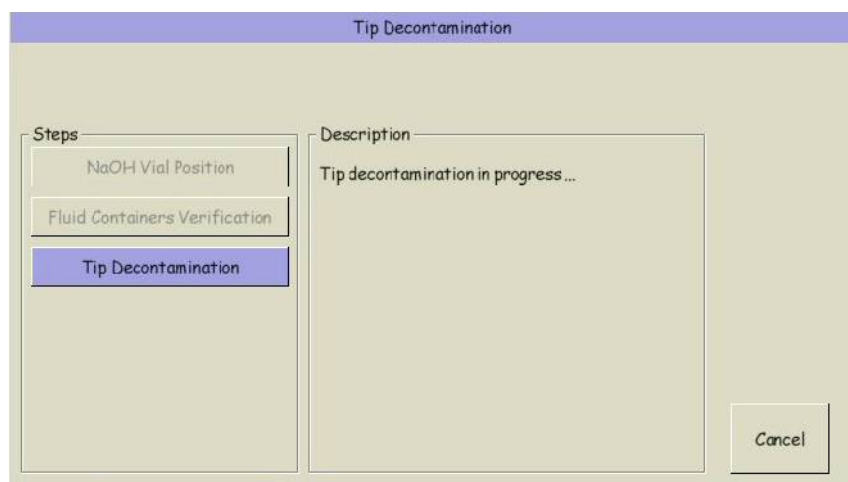 Tip Decontamination
Steps
NaOH Vial Position
Fluid Containers Verification
Tip Decontamination
Description
Tip decontamination in progress ...
Cancel